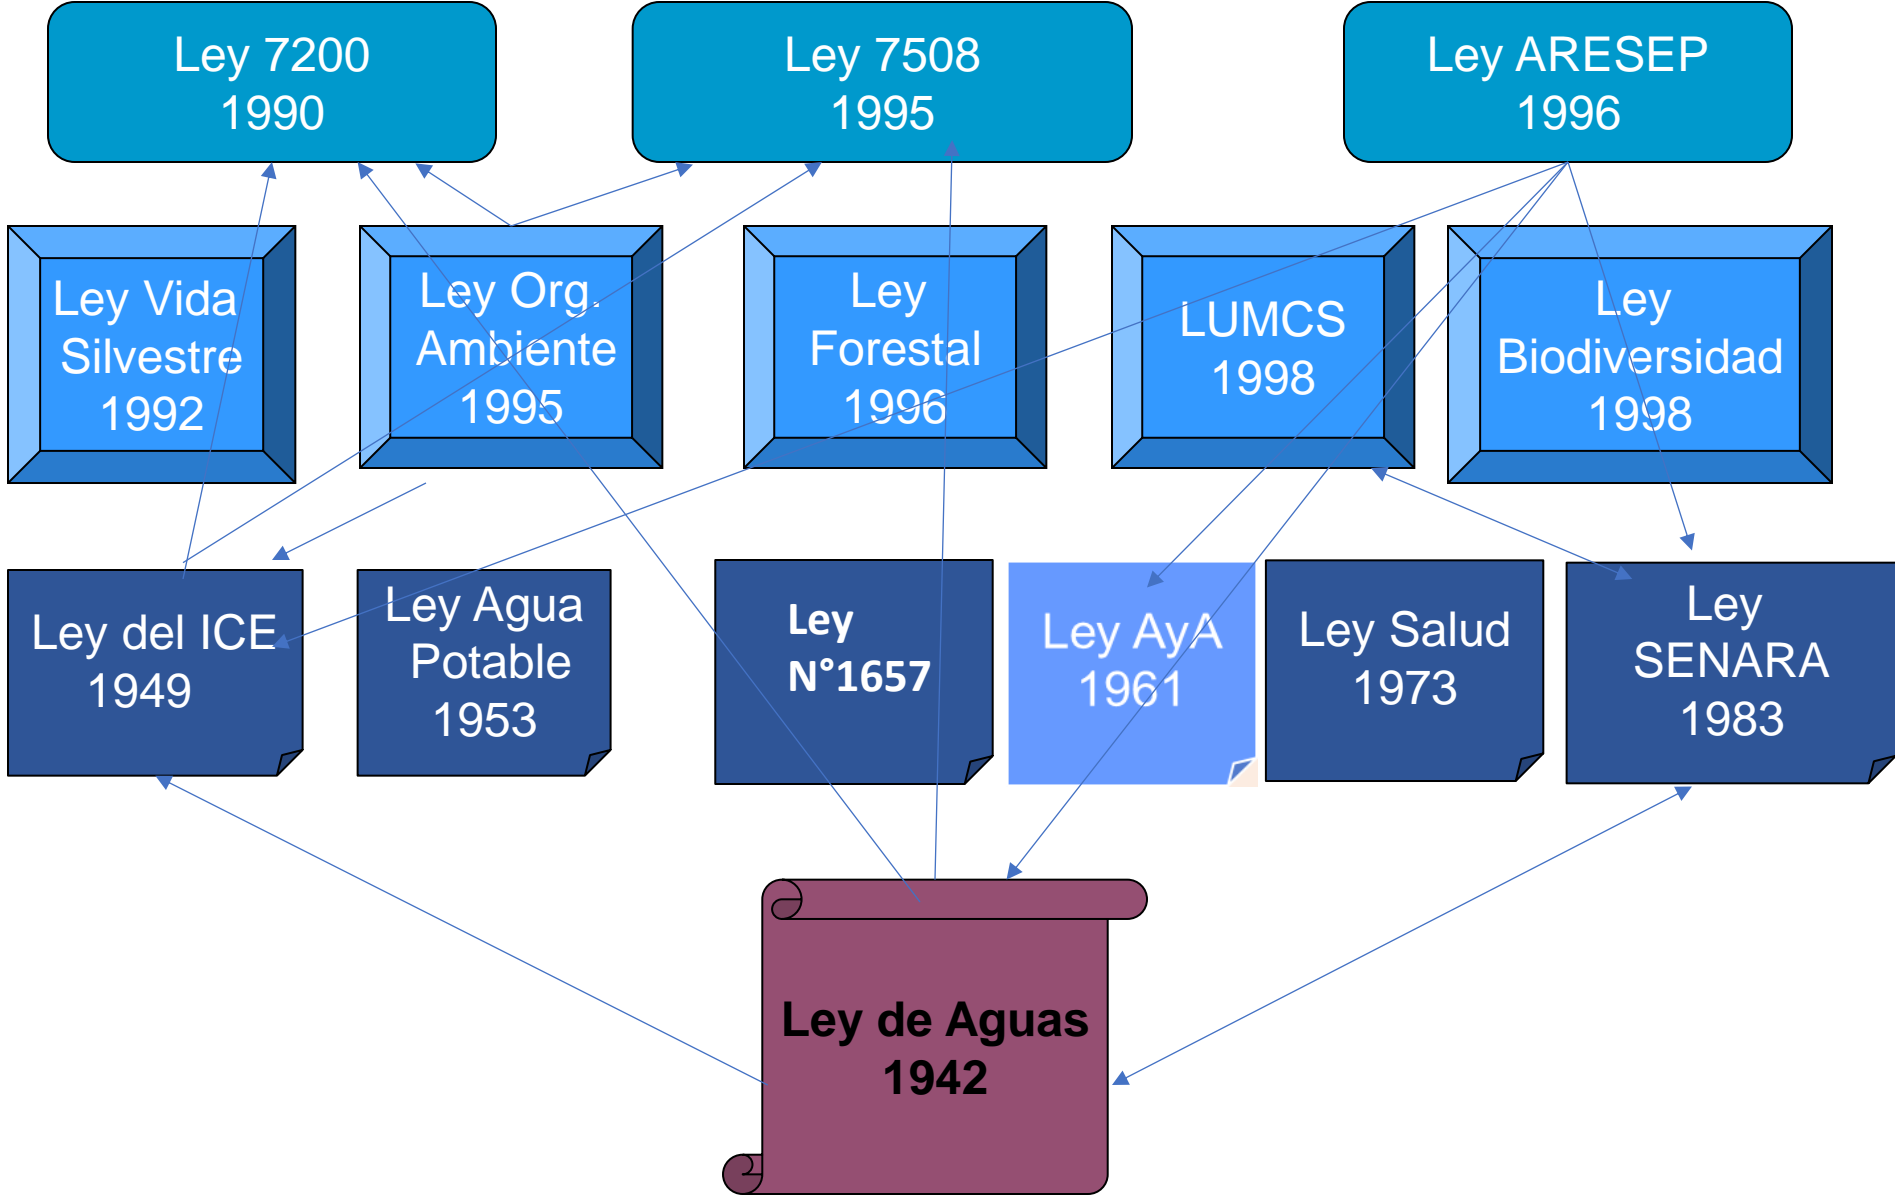 Ley 7200
1990
Ley 7508
1995
Ley ARESEP
1996
Ley Vida
Silvestre
1992
Ley Org.
Ambiente
1995
Ley
Forestal
1996
LUMCS
1998
Ley
Biodiversidad
1998
Ley del ICE
1949
Ley Agua
Potable
1953
Ley
N°1657
Ley AyA
1961
Ley Salud
1973
Ley
SENARA
1983
Ley de Aguas
1942